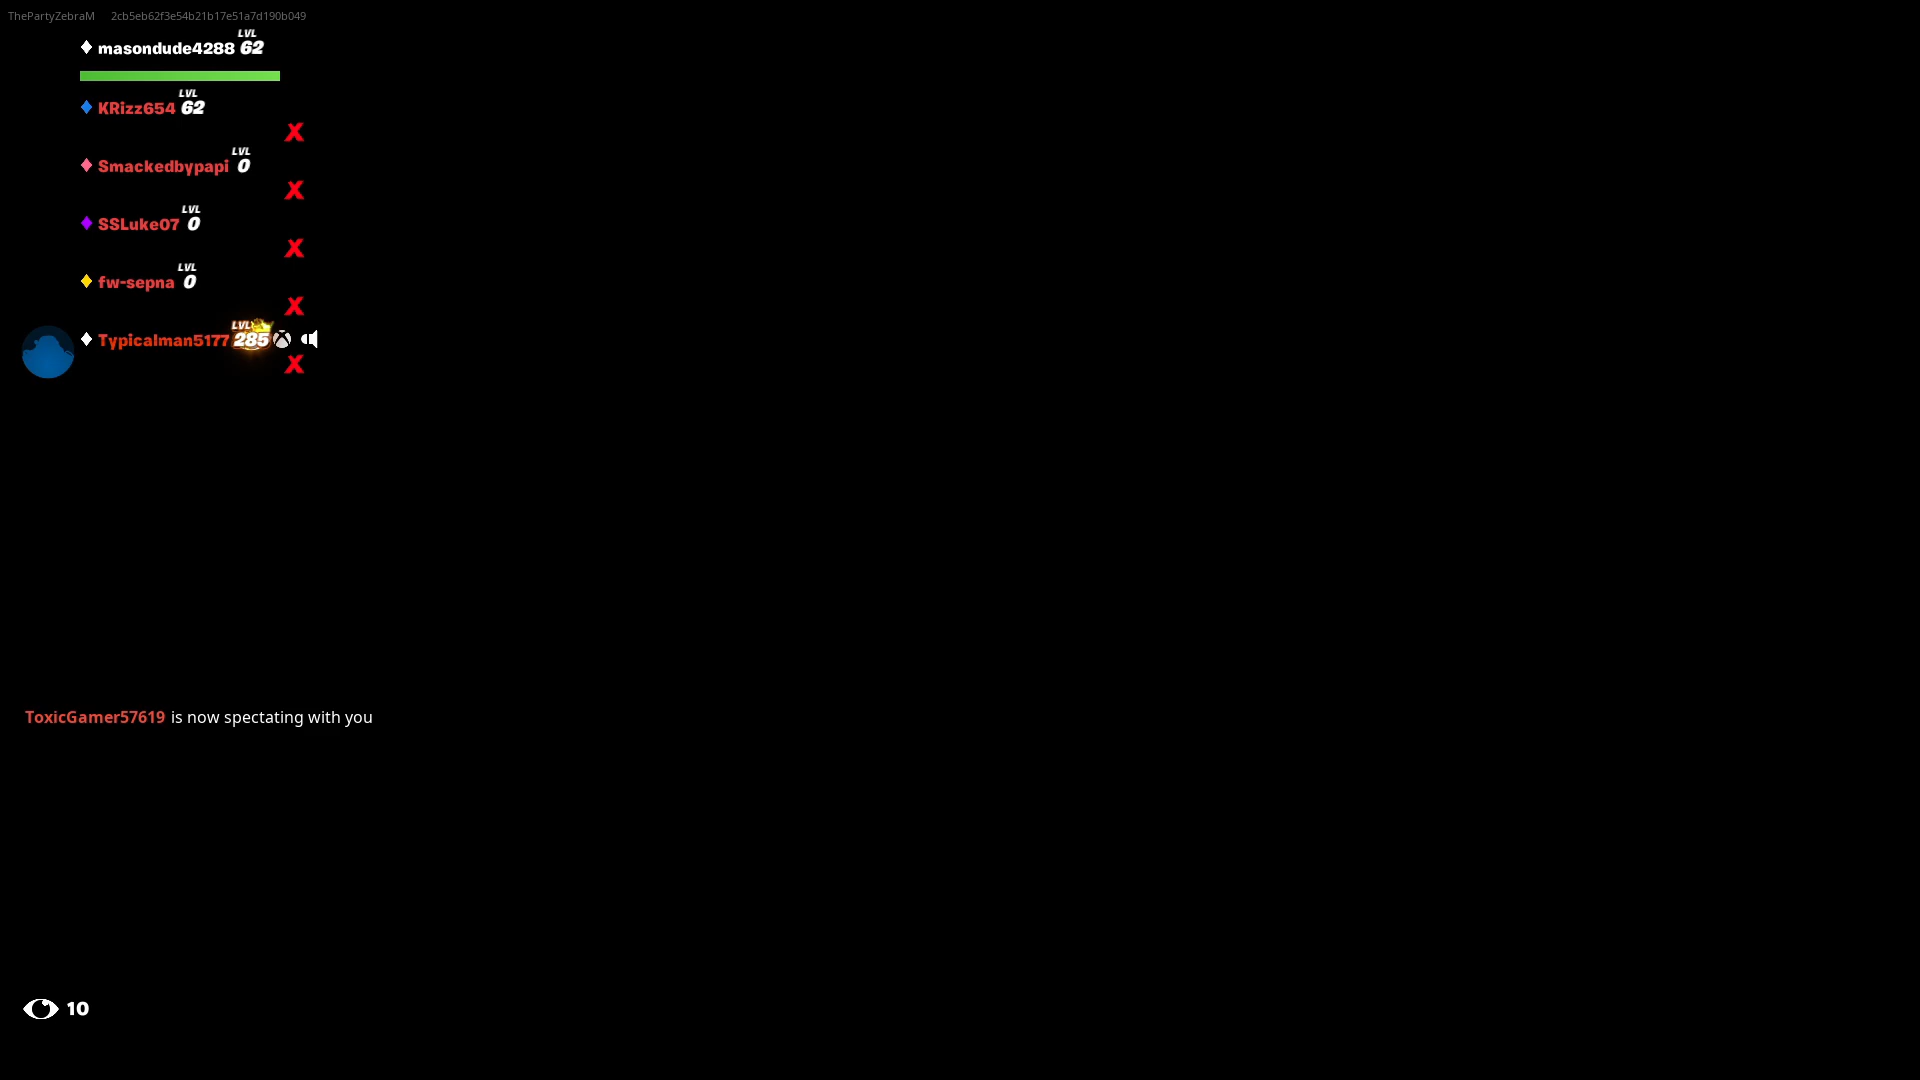 ThePartyZebraM 2cb5eb62f3e54b21b17e51a7d190b049
LVL
masondude4288 62
LVL
KRizz654 62
X
LVL
Smackedbypapi 0
X
LVL
SSLuke07 0
X
LVL
fw-sepna 0
X
LVL
Typicalman5177 285
X
ToxicGamer57619 is now spectating with you
10